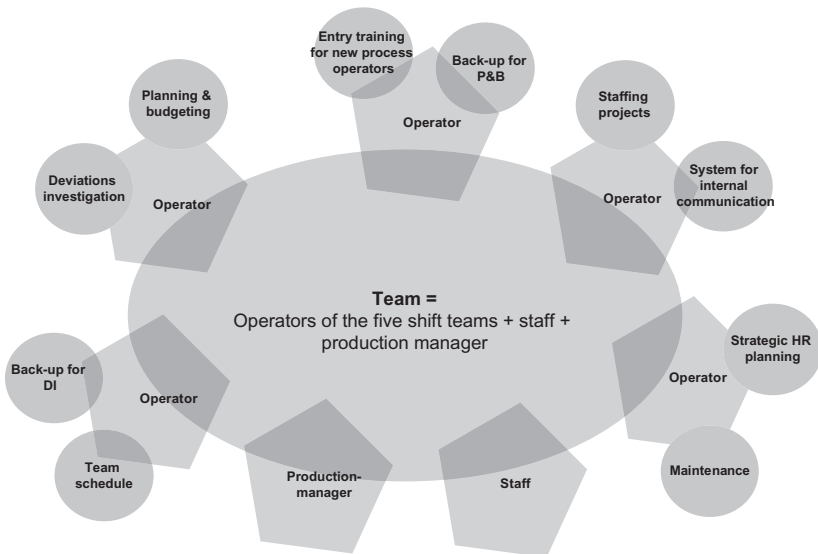 Entry training
for new process
operators
Back-up for
P&B
Operator
Planning &
budgeting
Deviations
investigation
Operator
Staffing
projects
System for
internal
communication
Operator
Team =
Operators of the five shift teams + staff +
production manager
Back-up for
DI
Operator
Team
schedule
Strategic HR
planning
Operator
Maintenance
Production-
manager
Staff